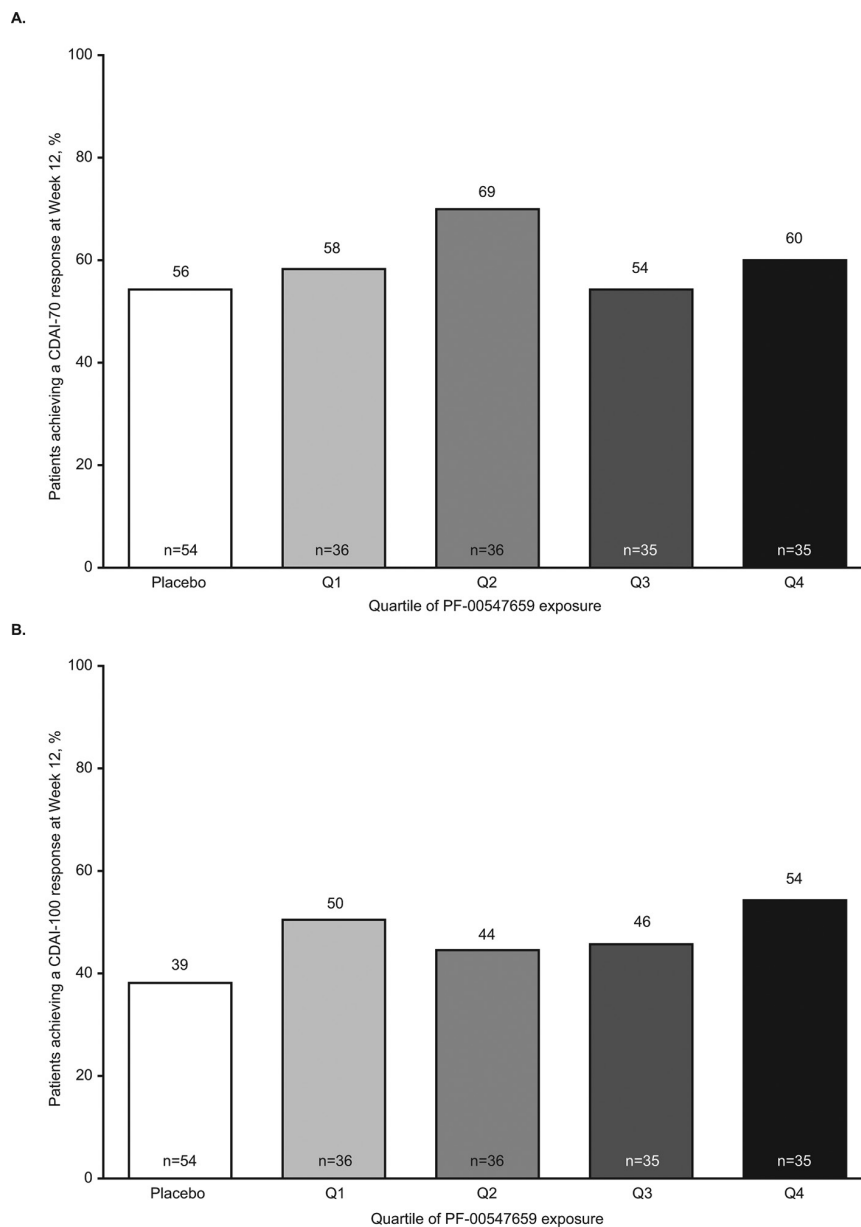 A.
Patients achieving a CDAI-70 response at Week 12, %
100
80
60
40
20
0
56
58
69
54
60
n=54
n=36
n=36
n=35
n=35
Placebo
Q1
Q2
Q3
Q4
Quartile of PF-00547659 exposure
B.
Patients achieving a CDAI-100 response at Week 12, %
100
80
60
40
20
0
39
50
44
46
54
n=54
n=36
n=36
n=35
n=35
Placebo
Q1
Q2
Q3
Q4
Quartile of PF-00547659 exposure